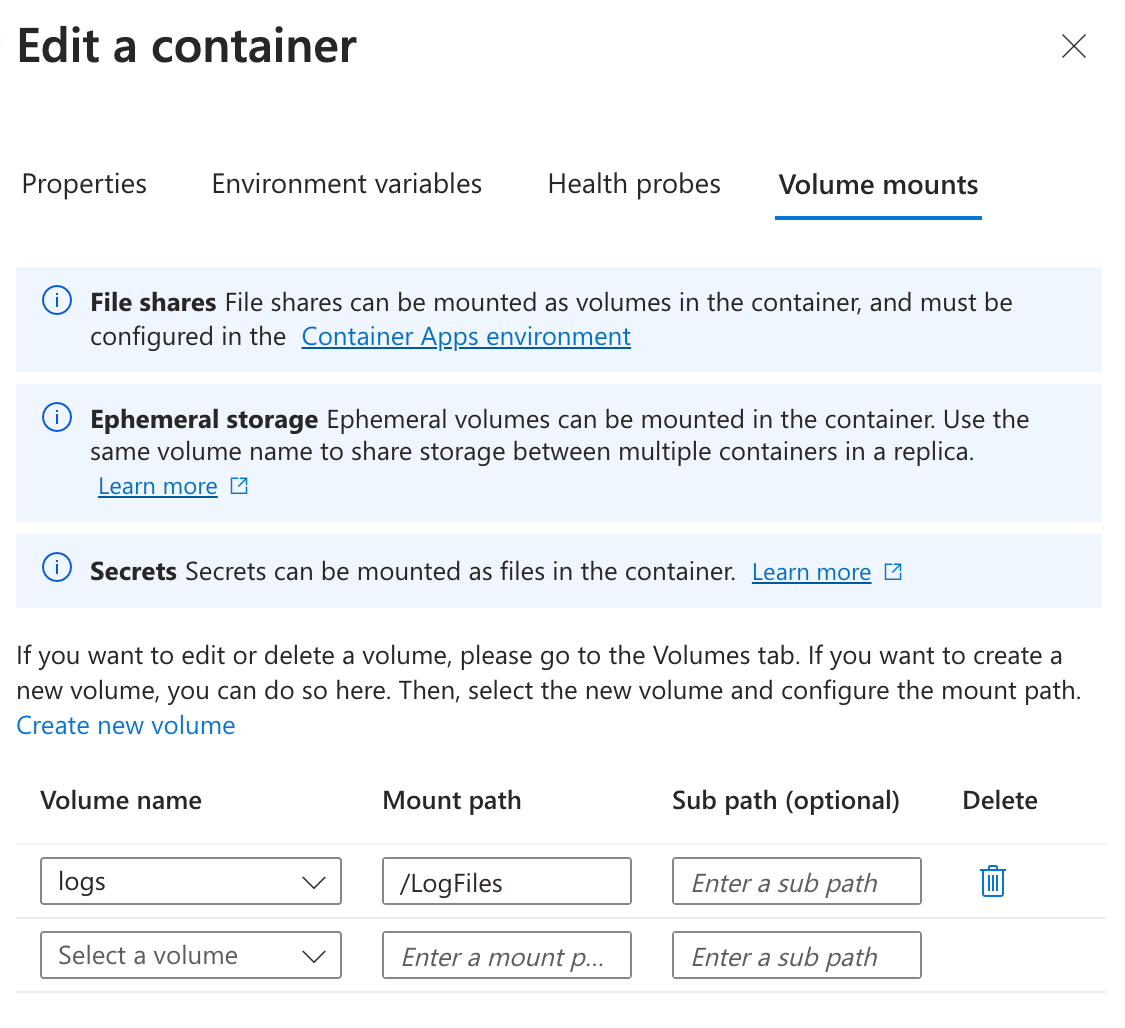 Edit a container
Properties Environment variables Health probes Volume mounts
File shares File shares can be mounted as volumes in the container, and must be
configured in the Container Apps environment
Ephemeral storage Ephemeral volumes can be mounted in the container. Use the
same volume name to share storage between multiple containers in a replica.
Learn more
Secrets Secrets can be mounted as files in the container. Learn more
If you want to edit or delete a volume, please go to the Volumes tab. If you want to create a
new volume, you can do so here. Then, select the new volume and configure the mount path.
Create new volume
Volume name Mount path Sub path (optional) Delete
logs /LogFiles Enter a sub path
Select a volume Enter a mount p... Enter a sub path